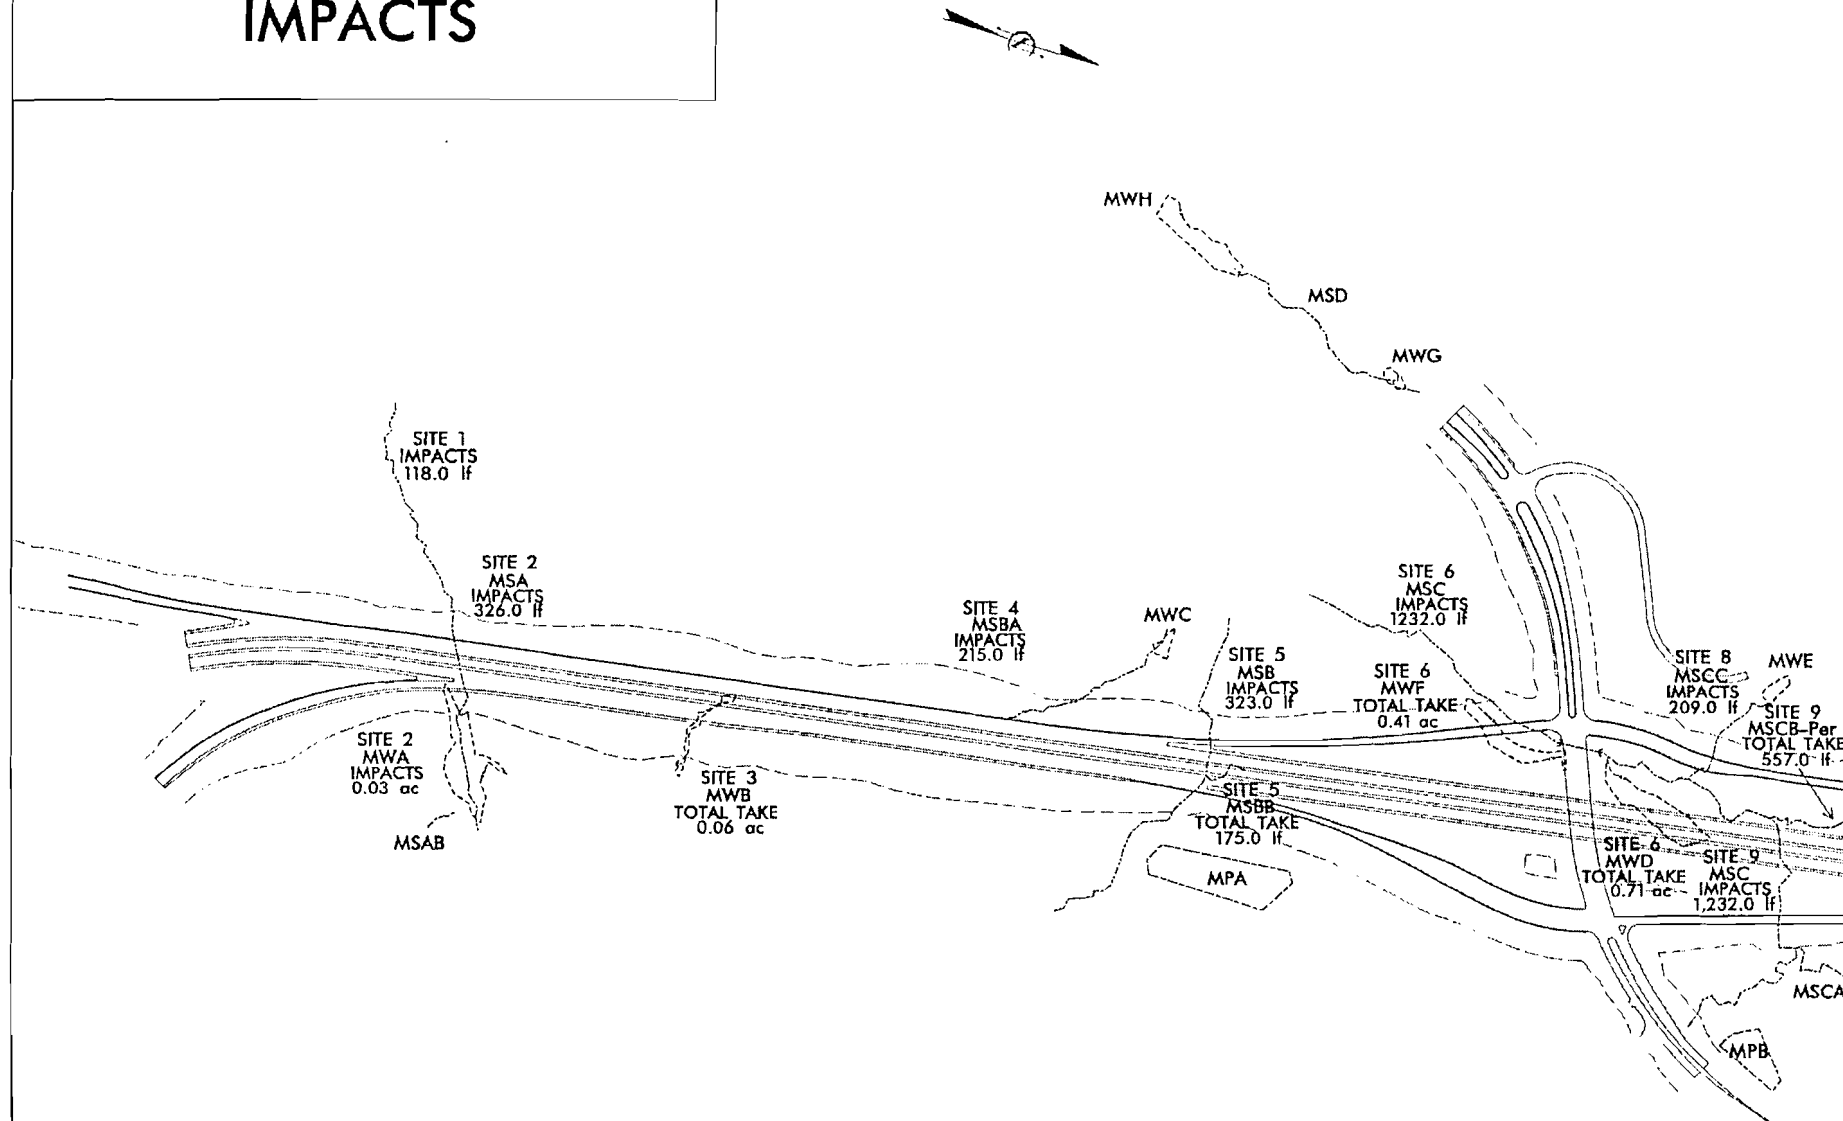 IMPACTS
MWH
MSD
MWG
SITE 1
IMPACTS
118.0 lf
SITE 2
MSA
IMPACTS
326.0 lf
SITE 4
MSBA
IMPACTS
215.0 lf
MWC
SITE 5
MSB
IMPACTS
323.0 lf
SITE 6
MSC
IMPACTS
1232.0 lf
SITE 6
MWF
TOTAL TAKE
0.41 ac
SITE 8
MSCC
IMPACTS
209.0 lf
MWE
SITE 9
MSCB-Per
TOTAL TAKE
557.0 lf
SITE 2
MWA
IMPACTS
0.03 ac
MSAB
SITE 3
MWB
TOTAL TAKE
0.06 ac
SITE 5
MSBB
TOTAL TAKE
175.0 lf
MPA
SITE 6
MWD
TOTAL TAKE
0.71 ac
SITE 9
MSC
IMPACTS
1,232.0 lf
MSCA
MPB